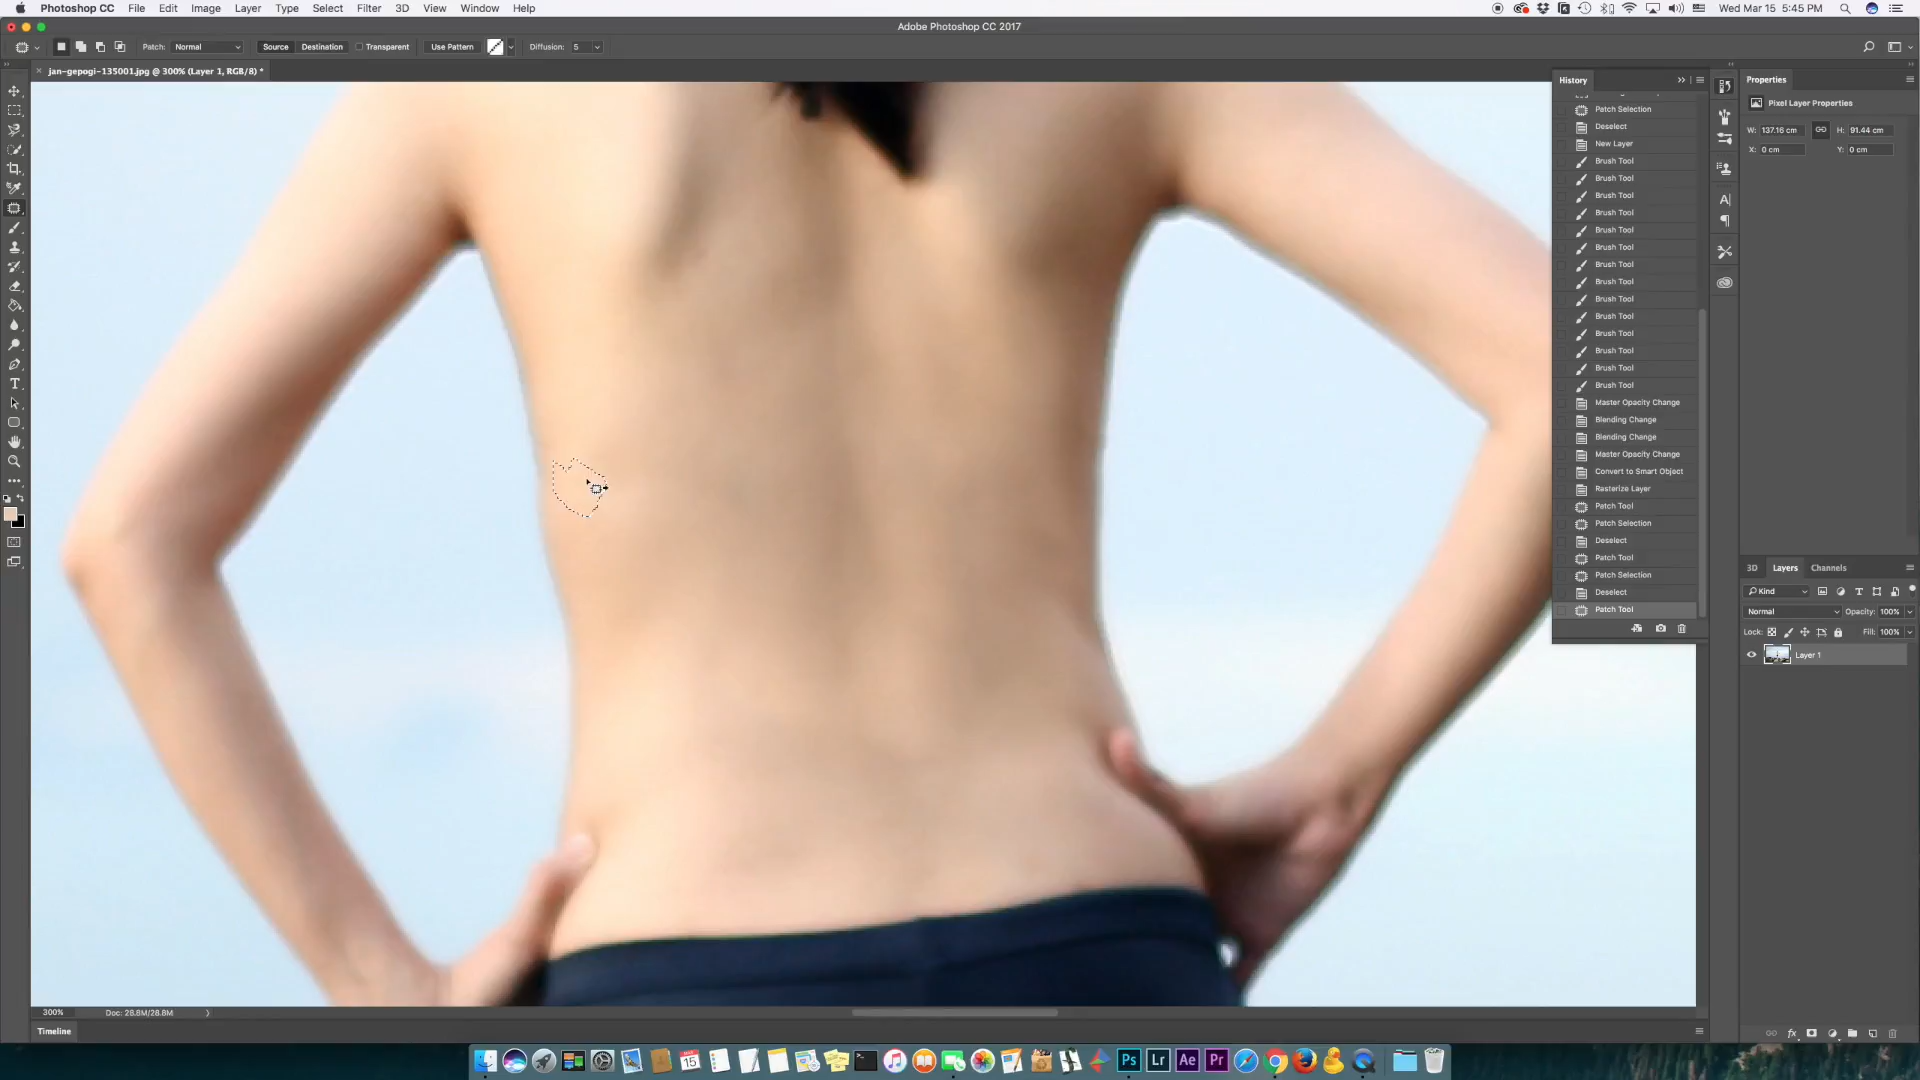 Photoshop CC File Edit Image Layer Type Select Filter 3D View Window Help Wed Mar 15 5:45 PM
Adobe Photoshop CC 2017
Patch: Normal Source Destination Transparent Use Pattern Diffusion: 5
jan-gepogi-135001.jpg @ 300% (Layer 1, RGB/8) *
History
Patch Selection
Deselect
New Layer
Brush Tool
Brush Tool
Brush Tool
Brush Tool
Brush Tool
Brush Tool
Brush Tool
Brush Tool
Brush Tool
Brush Tool
Brush Tool
Brush Tool
Brush Tool
Brush Tool
Master Opacity Change
Blending Change
Blending Change
Master Opacity Change
Convert to Smart Object
Rasterize Layer
Patch Tool
Patch Selection
Deselect
Patch Tool
Patch Selection
Deselect
Patch Tool
Properties
Pixel Layer Properties
W: 137.16 cm H: 91.44 cm
X: 0 cm Y: 0 cm
3D Layers Channels
Kind
Normal Opacity: 100%
Lock: Fill: 100%
Layer 1
fx
300% Doc: 28.8M/28.8M
Timeline
15
Ps Lr Ae Pr